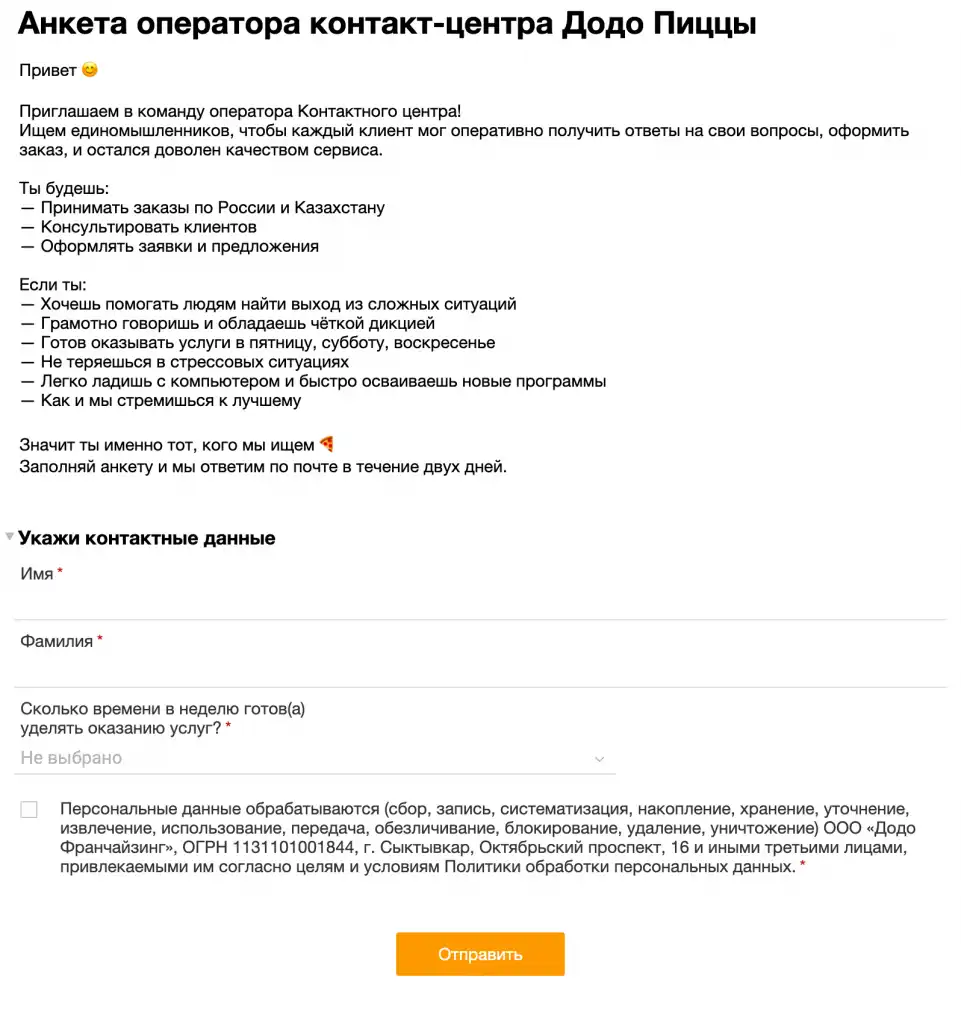 Анкета оператора контакт-центра Додо Пиццы
Привет 😊
Приглашаем в команду оператора Контактного центра!
Ищем единомышленников, чтобы каждый клиент мог оперативно получить ответы на свои вопросы, оформить
заказ, и остался доволен качеством сервиса.
Ты будешь:
— Принимать заказы по России и Казахстану
— Консультировать клиентов
— Оформлять заявки и предложения
Если ты:
— Хочешь помогать людям найти выход из сложных ситуаций
— Грамотно говоришь и обладаешь чёткой дикцией
— Готов оказывать услуги в пятницу, субботу, воскресенье
— Не теряешься в стрессовых ситуациях
— Легко ладишь с компьютером и быстро осваиваешь новые программы
— Как и мы стремишься к лучшему
Значит ты именно тот, кого мы ищем 🍕
Заполняй анкету и мы ответим по почте в течение двух дней.
Укажи контактные данные
Имя *
Фамилия *
Сколько времени в неделю готов(а)
уделять оказанию услуг? *
Не выбрано
Персональные данные обрабатываются (сбор, запись, систематизация, накопление, хранение, уточнение,
извлечение, использование, передача, обезличивание, блокирование, удаление, уничтожение) ООО «Додо
Франчайзинг», ОГРН 1131101001844, г. Сыктывкар, Октябрьский проспект, 16 и иными третьими лицами,
привлекаемыми им согласно целям и условиям Политики обработки персональных данных. *
Отправить